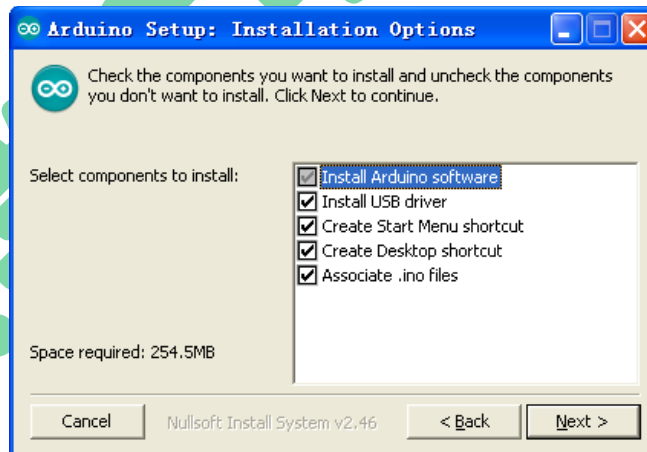 Arduino Setup: Installation Options
Check the components you want to install and uncheck the components
you don't want to install. Click Next to continue.
Select components to install:
Install Arduino software
Install USB driver
Create Start Menu shortcut
Create Desktop shortcut
Associate .ino files
Space required: 254.5MB
Cancel
Nullsoft Install System v2.46
< Back
Next >